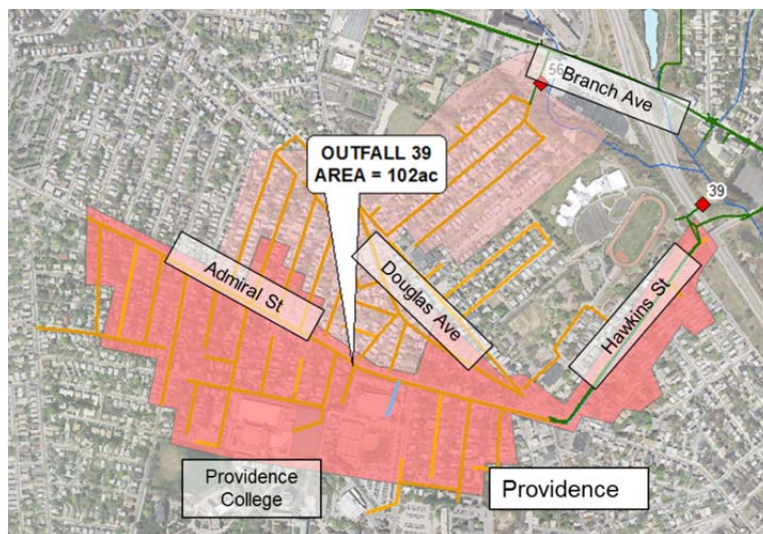 56
Branch Ave
OUTFALL 39
AREA = 102ac
39
Admiral St
Douglas Ave
Hawkins St
Providence
College
Providence